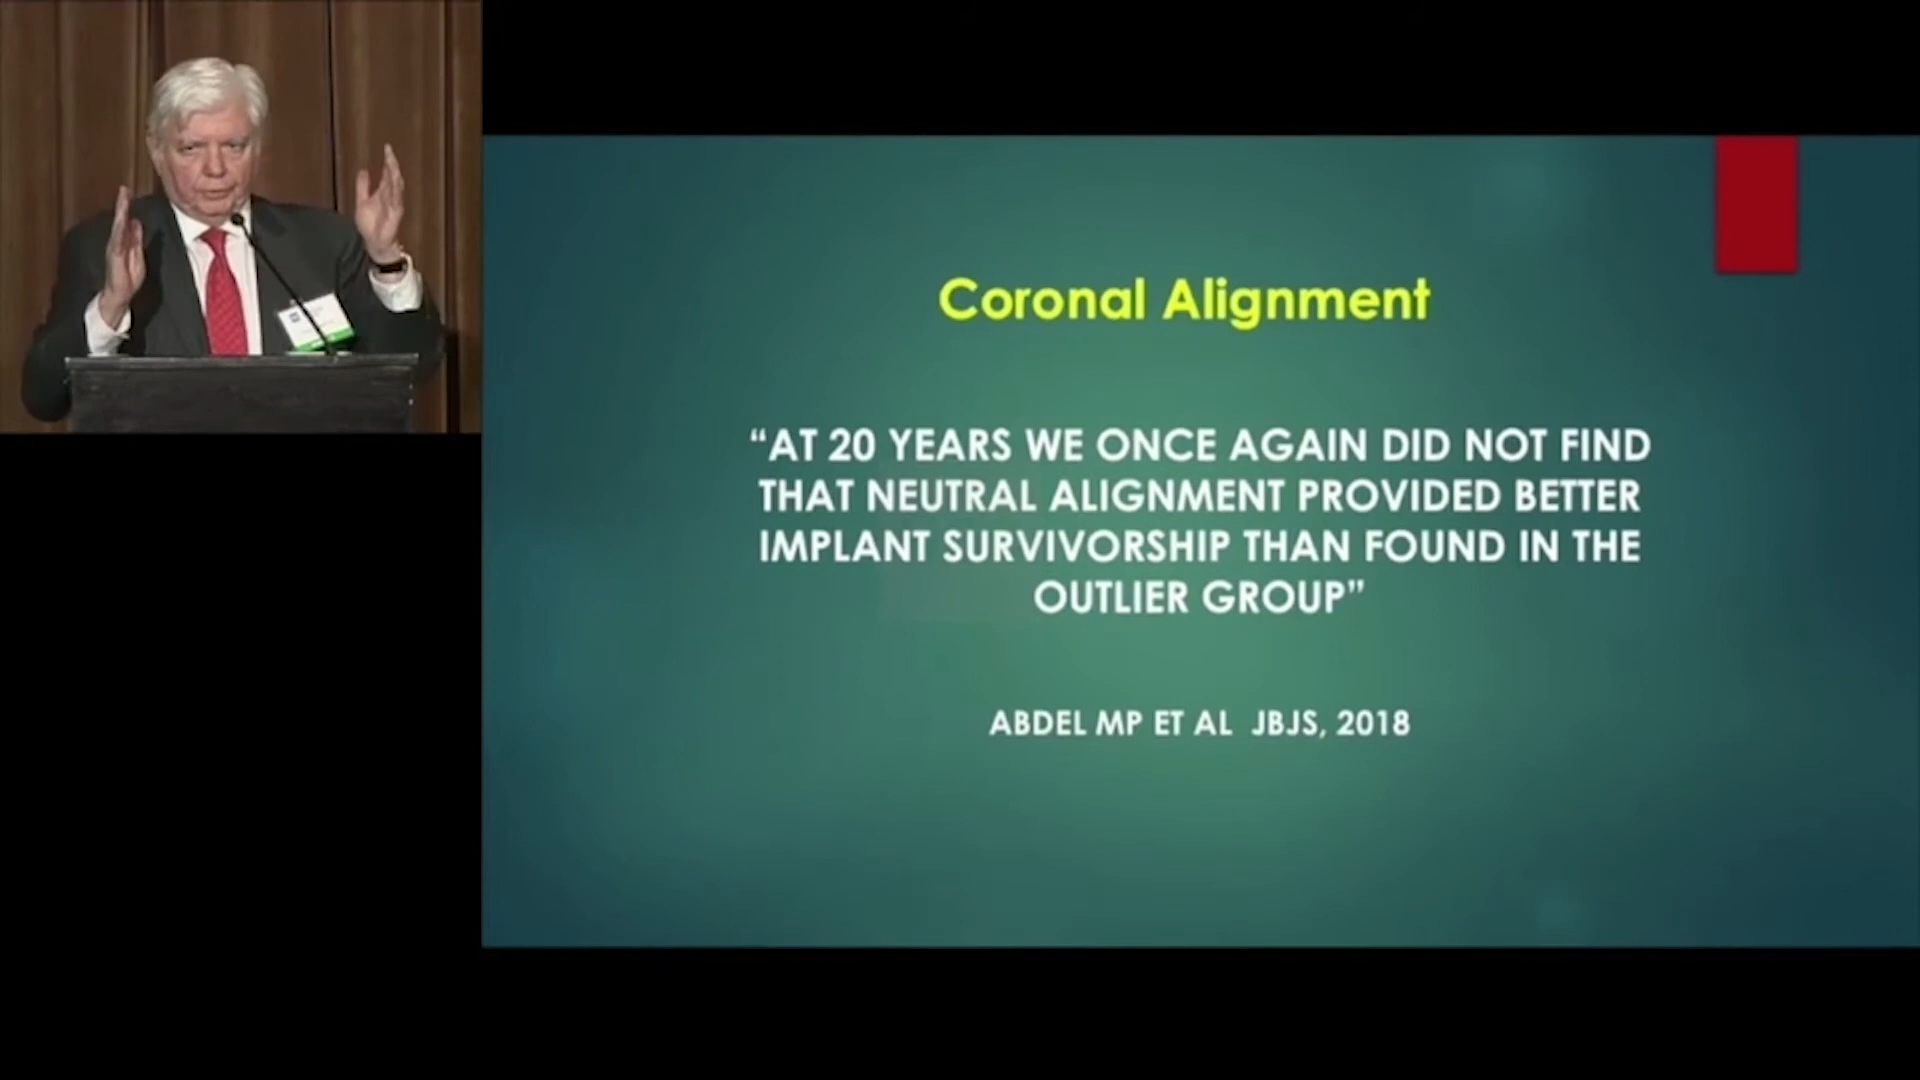 Coronal Alignment
“AT 20 YEARS WE ONCE AGAIN DID NOT FIND
THAT NEUTRAL ALIGNMENT PROVIDED BETTER
IMPLANT SURVIVORSHIP THAN FOUND IN THE
OUTLIER GROUP”
ABDEL MP ET AL JBJS, 2018